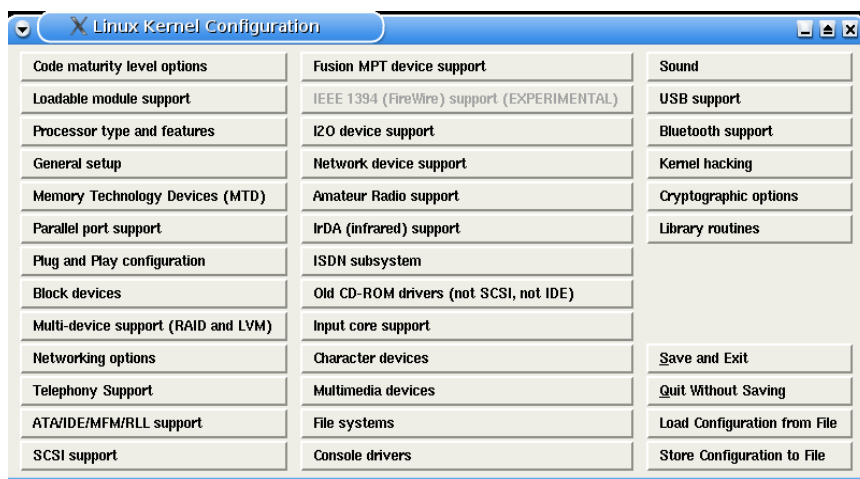 Linux Kernel Configuration
Code maturity level options
Loadable module support
Processor type and features
General setup
Memory Technology Devices (MTD)
Parallel port support
Plug and Play configuration
Block devices
Multi-device support (RAID and LVM)
Networking options
Telephony Support
ATA/IDE/MFM/RLL support
SCSI support
Fusion MPT device support
IEEE 1394 (FireWire) support (EXPERIMENTAL)
I2O device support
Network device support
Amateur Radio support
IrDA (infrared) support
ISDN subsystem
Old CD-ROM drivers (not SCSI, not IDE)
Input core support
Character devices
Multimedia devices
File systems
Console drivers
Sound
USB support
Bluetooth support
Kernel hacking
Cryptographic options
Library routines
Save and Exit
Quit Without Saving
Load Configuration from File
Store Configuration to File